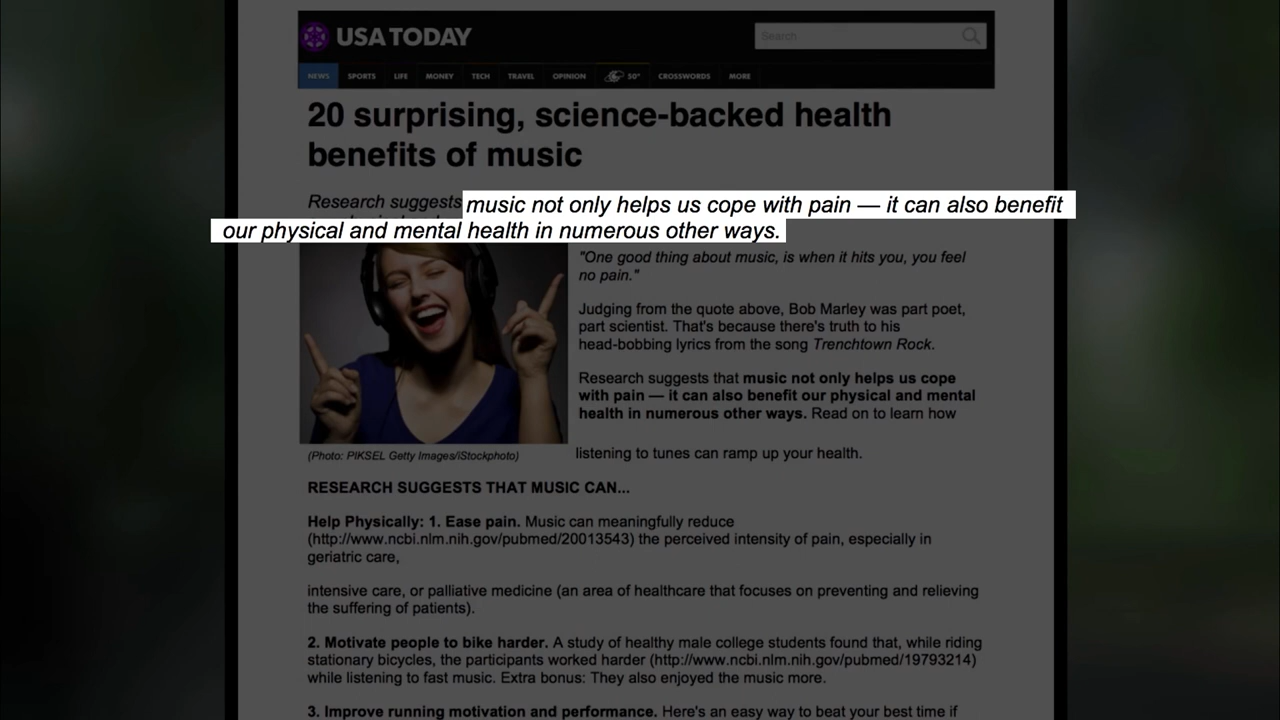 USA TODAY
Search
NEWS SPORTS LIFE MONEY TECH TRAVEL OPINION 50° CROSSWORDS MORE
20 surprising, science-backed health
benefits of music
Research suggests music not only helps us cope with pain — it can also benefit
our physical and mental health in numerous other ways.
"One good thing about music, is when it hits you, you feel
no pain."
Judging from the quote above, Bob Marley was part poet,
part scientist. That's because there's truth to his
head-bobbing lyrics from the song Trenchtown Rock.
Research suggests that music not only helps us cope
with pain — it can also benefit our physical and mental
health in numerous other ways. Read on to learn how
listening to tunes can ramp up your health.
(Photo: PIKSEL Getty Images/iStockphoto)
RESEARCH SUGGESTS THAT MUSIC CAN...
Help Physically: 1. Ease pain. Music can meaningfully reduce
(http://www.ncbi.nlm.nih.gov/pubmed/20013543) the perceived intensity of pain, especially in
geriatric care,
intensive care, or palliative medicine (an area of healthcare that focuses on preventing and relieving
the suffering of patients).
2. Motivate people to bike harder. A study of healthy male college students found that, while riding
stationary bicycles, the participants worked harder (http://www.ncbi.nlm.nih.gov/pubmed/19793214)
while listening to fast music. Extra bonus: They also enjoyed the music more.
3. Improve running motivation and performance. Here's an easy way to beat your best time if